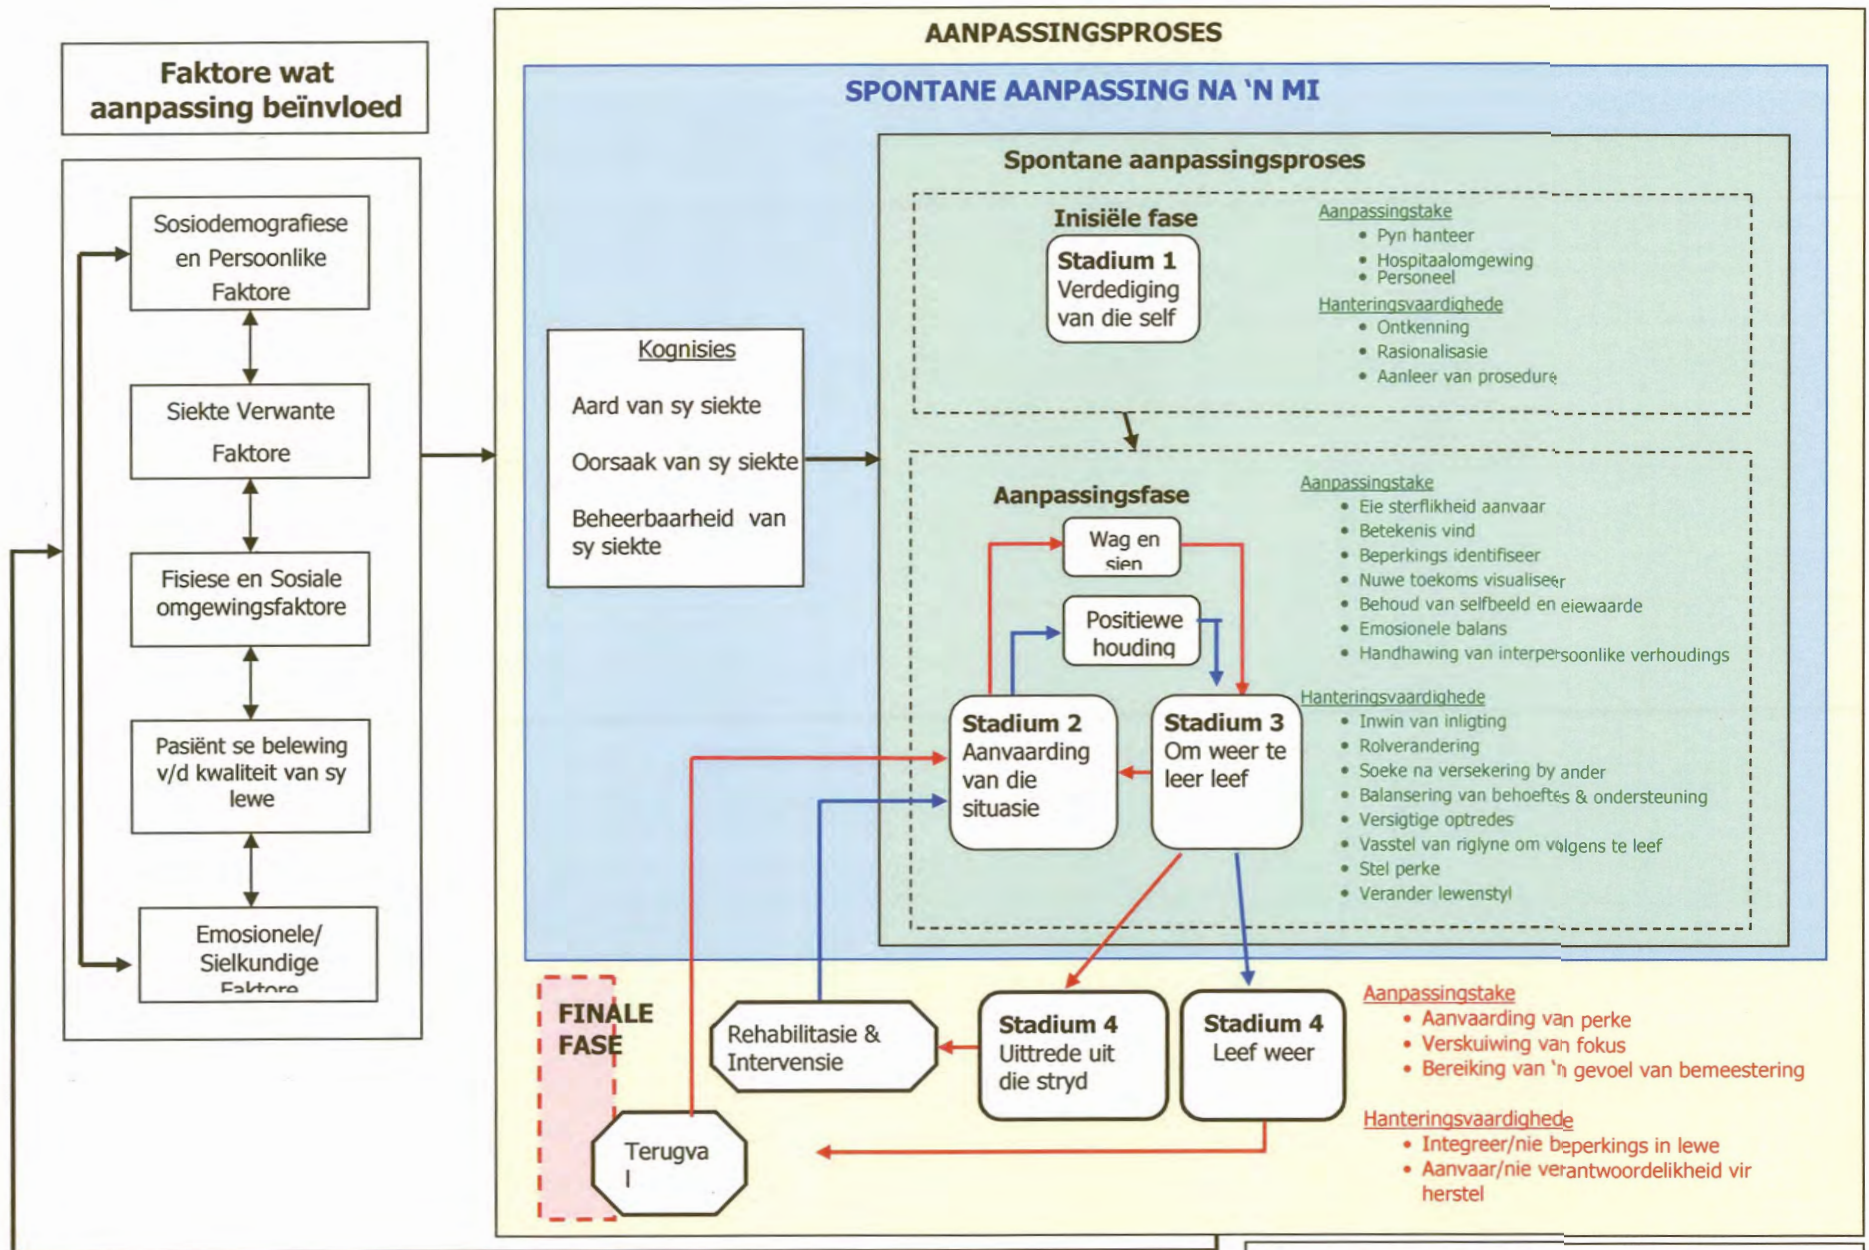 AANPASSINGSPROSES
Faktore wat
aanpassing beïnvloed
Sosiodemografiese
en Persoonlike
Faktore
Siekte Verwante
Faktore
Fisiese en Sosiale
omgewingsfaktore
Pasiënt se belewing
v/d kwaliteit van sy
lewe
Emosionele/
Sielkundige
Faktore
SPONTANE AANPASSING NA ‘N MI
Kognisies
Aard van sy siekte
Oorsaak van sy siekte
Beheerbaarheid van
sy siekte
Spontane aanpassingsproses
Inisiële fase
Stadium 1
Verdediging
van die self
Aanpassingstake
• Pyn hanteer
• Hospitaalomgewing
• Personeel
Hanteringsvaardighede
• Ontkenning
• Rasionalisasie
• Aanleer van prosedure
Aanpassingsfase
Wag en
sien
Positiewe
houding
Stadium 2
Aanvaarding
van die
situasie
Stadium 3
Om weer te
leer leef
Aanpassingstake
• Eie sterflikheid aanvaar
• Betekenis vind
• Beperkings identifiseer
• Nuwe toekoms visualiseer
• Behoud van selfbeeld en eiewaarde
• Emosionele balans
• Handhawing van interpersoonlike verhoudings
Hanteringsvaardighede
• Inwin van inligting
• Rolverandering
• Soeke na versekering by ander
• Balansering van behoeftes & ondersteuning
• Versigtige optredes
• Vasstel van riglyne om volgens te leef
• Stel perke
• Verander lewenstyl
FINALE
FASE
Rehabilitasie &
Intervensie
Stadium 4
Uittrede uit
die stryd
Stadium 4
Leef weer
Terugva
l
Aanpassingstake
• Aanvaarding van perke
• Verskuiwing van fokus
• Bereiking van ‘n gevoel van bemeestering
Hanteringsvaardighede
• Integreer/nie beperkings in lewe
• Aanvaar/nie verantwoordelikheid vir
herstel